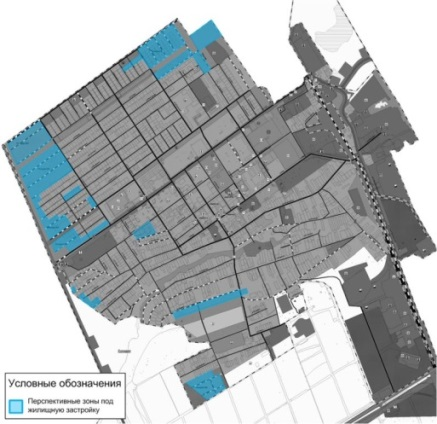 Условные обозначения
Перспективные зоны под
жилищную застройку